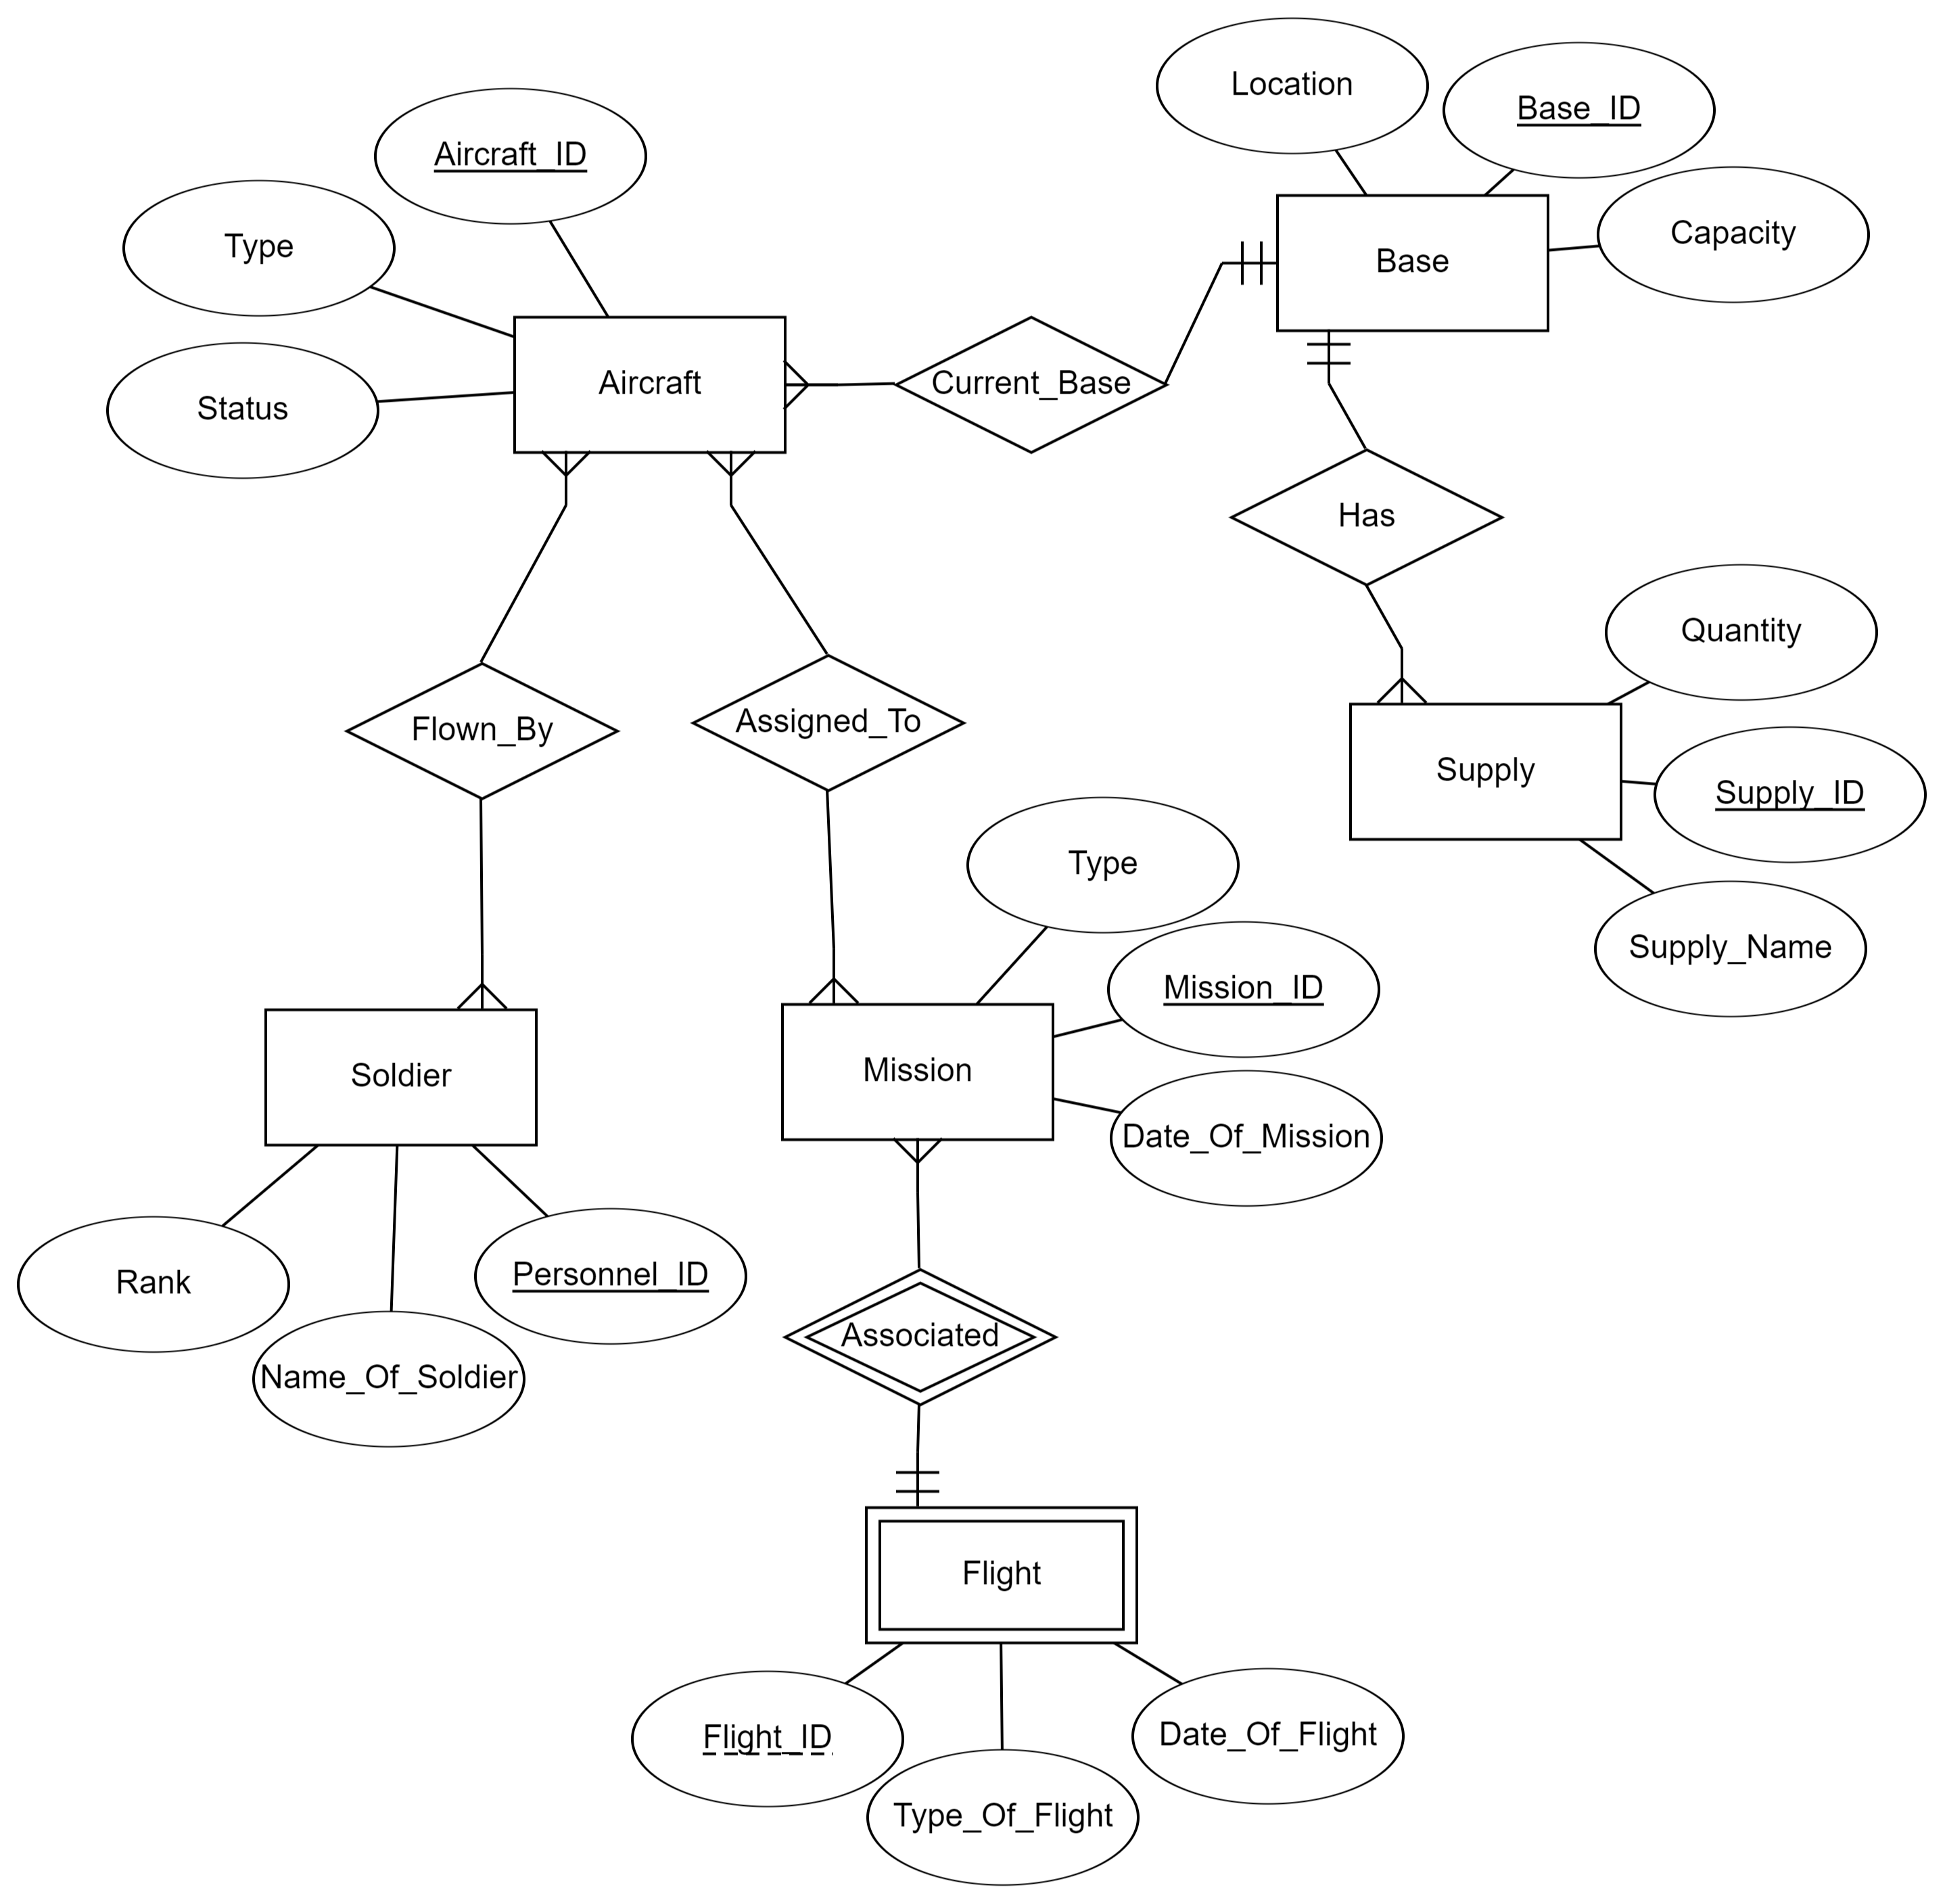 Location
Base_ID
Aircraft_ID
Type
Capacity
Base
Status
Aircraft
Current_Base
Has
Quantity
Flown_By
Assigned_To
Supply
Supply_ID
Type
Supply_Name
Mission_ID
Soldier
Mission
Date_Of_Mission
Rank
Personnel_ID
Name_Of_Soldier
Associated
Flight
Flight_ID
Date_Of_Flight
Type_Of_Flight